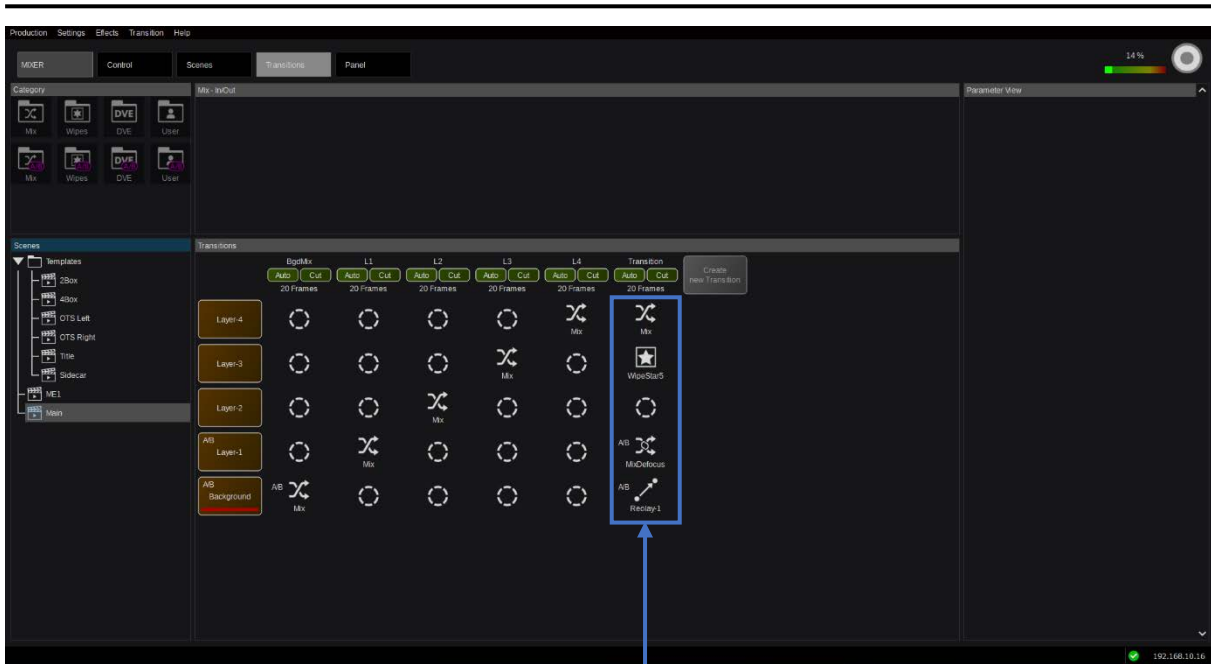 Production Settings Effects Transition Help
MIXER Control Scenes Transitions Panel
14 %
Category
Mix Wipes DVE User
Mix Wipes DVE User
Mix - In/Out
Parameter View
Scenes
Templates
2Box
4Box
OTS Left
OTS Right
Title
Sidecar
ME1
Main
Transitions
BgdMix L1 L2 L3 L4 Transition
Auto Cut Auto Cut Auto Cut Auto Cut Auto Cut Auto Cut
20 Frames 20 Frames 20 Frames 20 Frames 20 Frames 20 Frames
Create
new Transition
Layer-4
Mix Mix
Layer-3
Mix WipeStar5
Layer-2
Mix
A/B
Layer-1
Mix
A/B
MixDefocus
A/B
Background
A/B
Mix
A/B
Replay-1
192.168.10.16